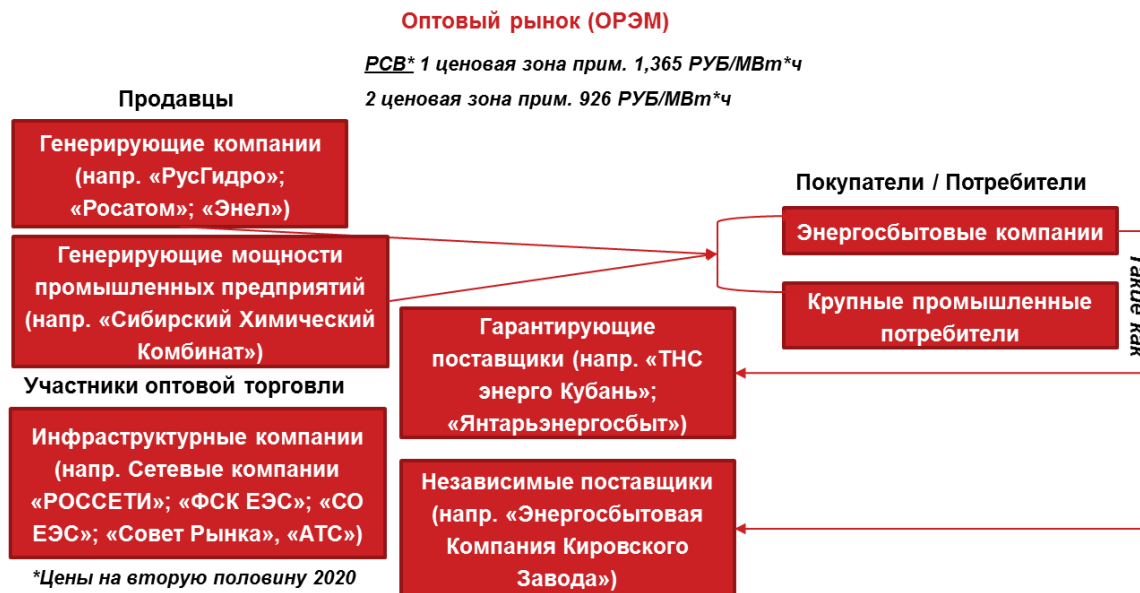 Оптовый рынок (ОРЭМ)
РСВ* 1 ценовая зона прим. 1,365 РУБ/МВт*ч
2 ценовая зона прим. 926 РУБ/МВт*ч
Продавцы
Генерирующие компании
(напр. «РусГидро»;
«Росатом»; «Энел»)
Генерирующие мощности
промышленных предприятий
(напр. «Сибирский Химический
Комбинат»)
Участники оптовой торговли
Инфраструктурные компании
(напр. Сетевые компании
«РОССЕТИ»; «ФСК ЕЭС»; «СО
ЕЭС»; «Совет Рынка», «АТС»)
*Цены на вторую половину 2020
Гарантирующие
поставщики (напр. «ТНС
энерго Кубань»;
«Янтарьэнергосбыт»)
Независимые поставщики
(напр. «Энергосбытовая
Компания Кировского
Завода»)
Покупатели / Потребители
Энергосбытовые компании
Крупные промышленные
потребители
Такие как